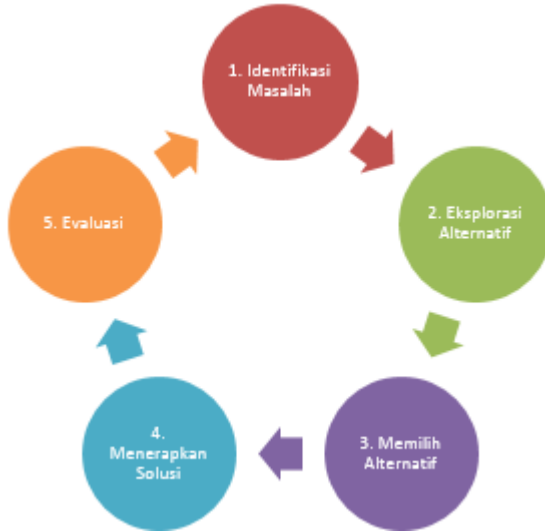 1. Identifikasi
Masalah
2. Eksplorasi
Alternatif
3. Memilih
Alternatif
4.
Menerapkan
Solusi
5. Evaluasi